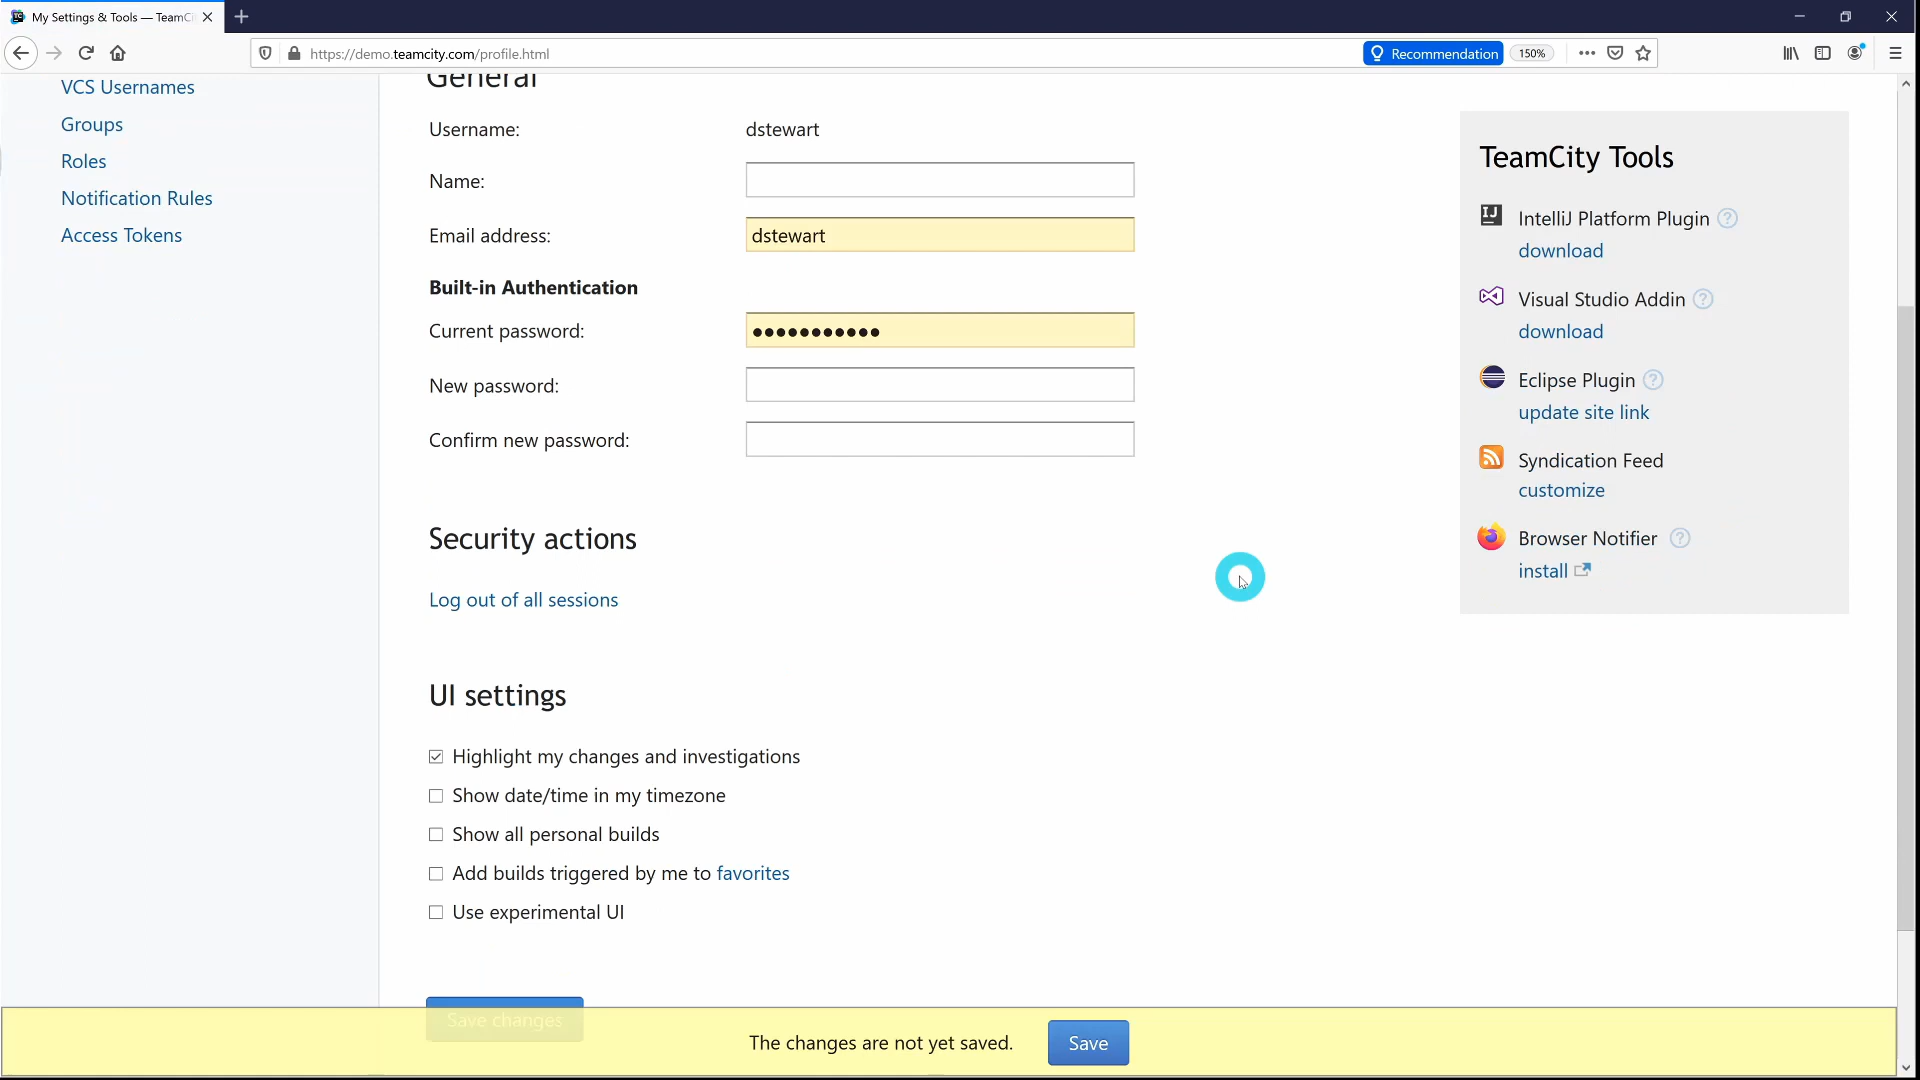 My Settings & Tools — TeamCi
https://demo.teamcity.com/profile.html
Recommendation
150%
VCS Usernames
Groups
Roles
Notification Rules
Access Tokens
General
Username: dstewart
Name:
Email address: dstewart
Built-in Authentication
Current password: ●●●●●●●●●●●
New password:
Confirm new password:
Security actions
Log out of all sessions
UI settings
Highlight my changes and investigations
Show date/time in my timezone
Show all personal builds
Add builds triggered by me to favorites
Use experimental UI
Save changes
The changes are not yet saved. Save
TeamCity Tools
IntelliJ Platform Plugin ?
download
Visual Studio Addin ?
download
Eclipse Plugin ?
update site link
Syndication Feed
customize
Browser Notifier ?
install